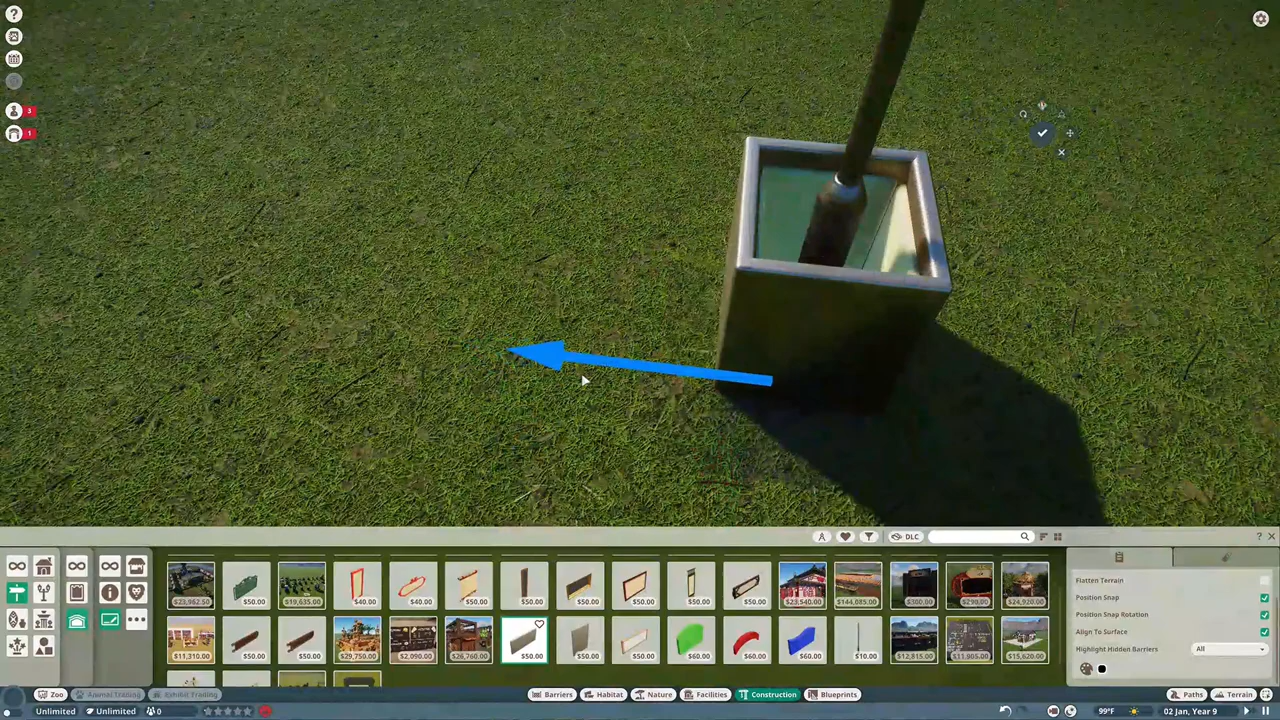 ?
3
1
DLC
?
$23,962.50 $50.00 $19,635.00 $40.00 $40.00 $50.00 $50.00 $50.00 $50.00 $50.00 $50.00 $23,540.00 $144,085.00 $300.00 $290.00 $24,920.00
$11,310.00 $50.00 $50.00 $29,750.00 $2,090.00 $26,760.00 $50.00 $50.00 $50.00 $60.00 $60.00 $60.00 $10.00 $12,815.00 $11,905.00 $15,620.00
Flatten Terrain
Position Snap
Position Snap Rotation
Align To Surface
Highlight Hidden Barriers All
Zoo Animal Trading Exhibit Trading Barriers Habitat Nature Facilities Construction Blueprints Paths Terrain
Unlimited Unlimited 0 99°F 02 Jan, Year 9